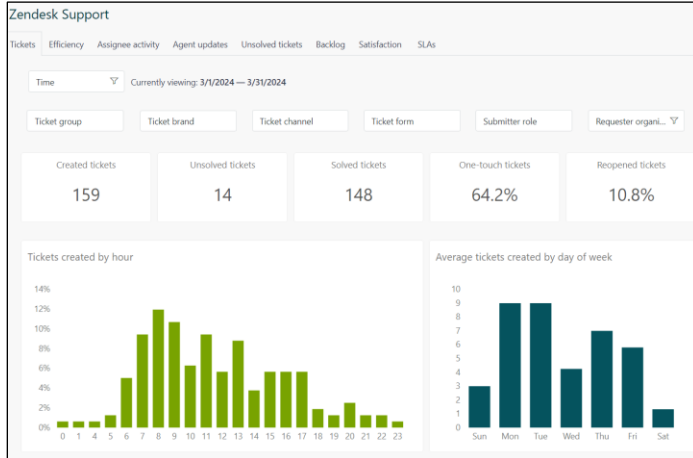 Zendesk Support
Tickets Efficiency Assignee activity Agent updates Unsolved tickets Backlog Satisfaction SLAs
Time Currently viewing: 3/1/2024 — 3/31/2024
Ticket group Ticket brand Ticket channel Ticket form Submitter role Requester organi...
Created tickets Unsolved tickets Solved tickets One-touch tickets Reopened tickets
159 14 148 64.2% 10.8%
Tickets created by hour
14%
12%
10%
8%
6%
4%
2%
0%
0 1 4 5 6 7 8 9 10 11 12 13 14 15 16 17 18 19 20 21 22 23
Average tickets created by day of week
10
9
8
7
6
5
4
3
2
1
0
Sun Mon Tue Wed Thu Fri Sat